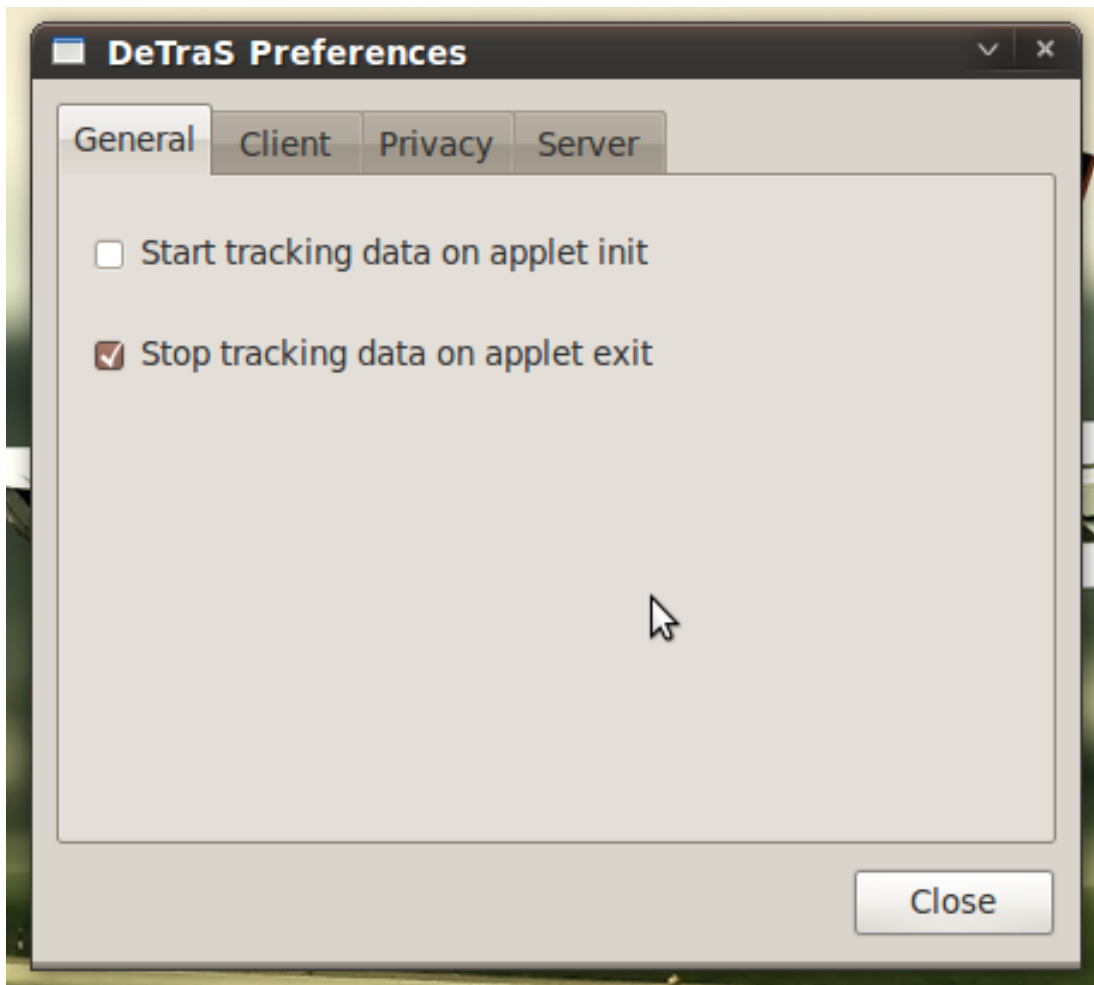 DeTraS Preferences
General Client Privacy Server
Start tracking data on applet init
Stop tracking data on applet exit
Close